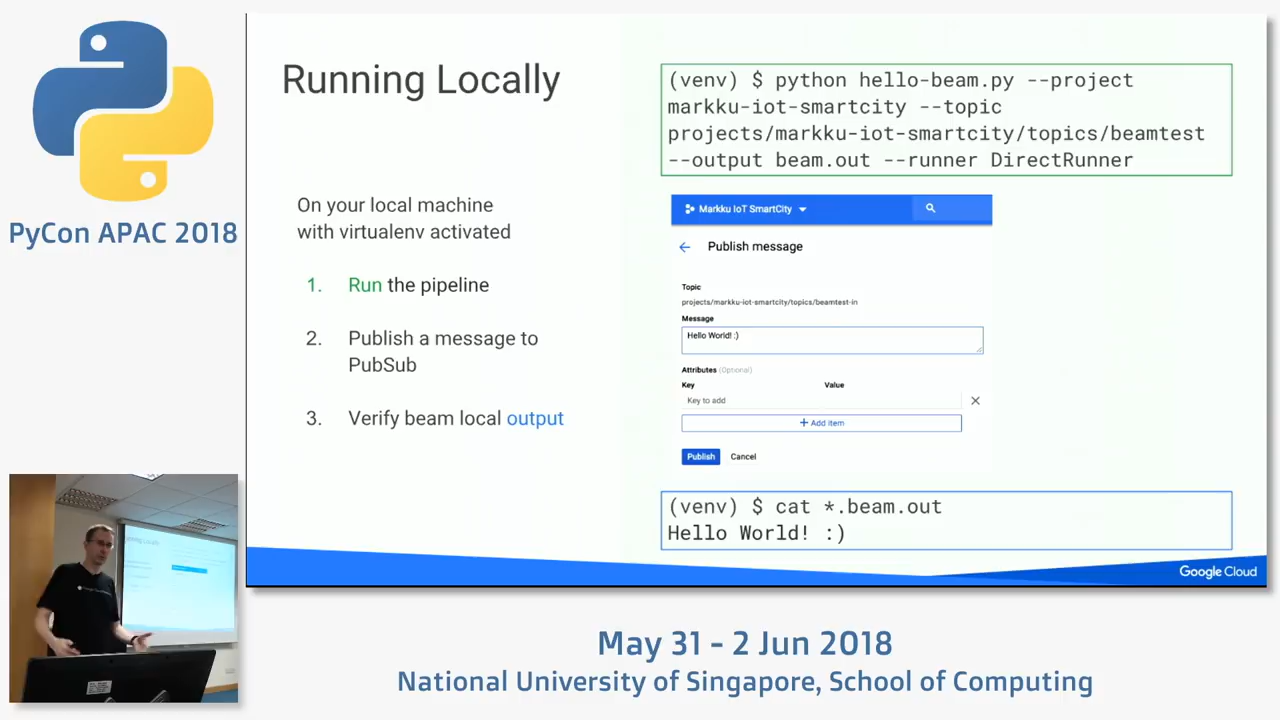 PyCon APAC 2018
Running Locally
On your local machine
with virtualenv activated
1. Run the pipeline
2. Publish a message to
PubSub
3. Verify beam local output
(venv) $ python hello-beam.py --project
markku-iot-smartcity --topic
projects/markku-iot-smartcity/topics/beamtest
--output beam.out --runner DirectRunner
Markku IoT SmartCity
Publish message
Topic
projects/markku-iot-smartcity/topics/beamtest-in
Message
Hello World! :)
Attributes (Optional)
Key Value
Key to add
+ Add item
Publish Cancel
(venv) $ cat *.beam.out
Hello World! :)
Google Cloud
Running Locally
May 31 - 2 Jun 2018
National University of Singapore, School of Computing